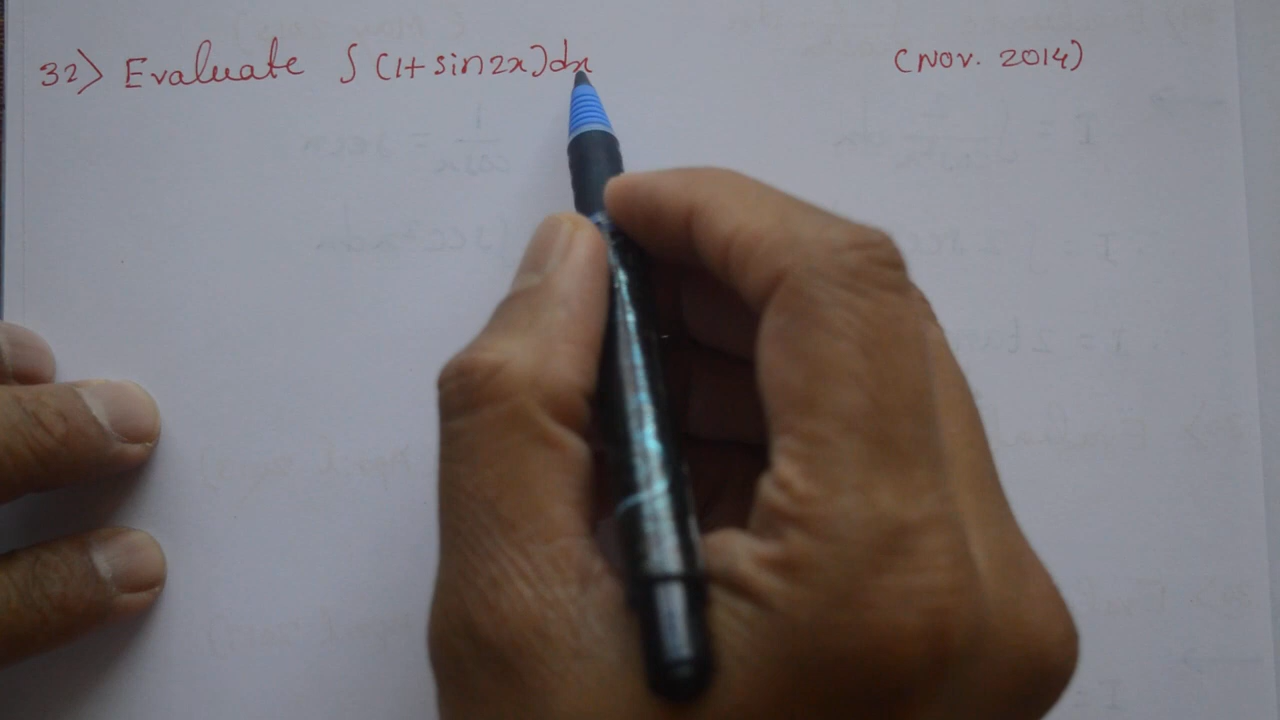 32) Evaluate ∫ (1+ sin2x)dx (Nov. 2014)